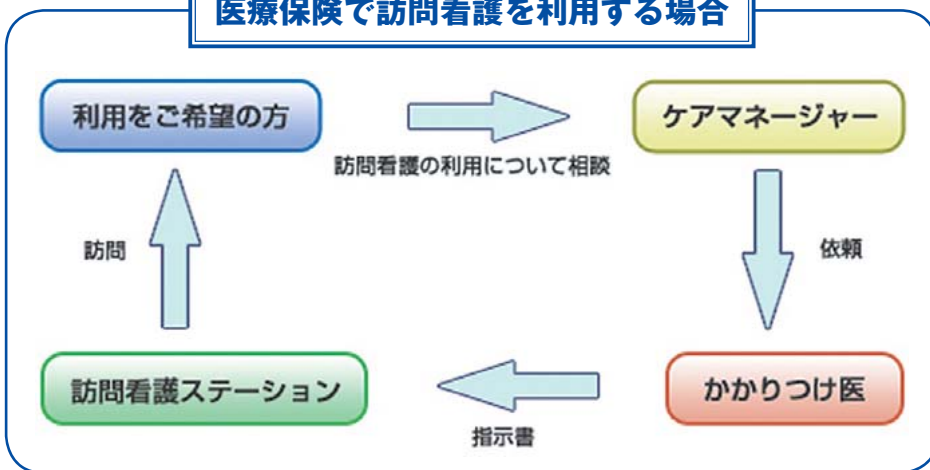 医療保険で訪問看護を利用する場合
利用をご希望の方
ケアマネージャー
訪問看護の利用について相談
訪問
依頼
訪問看護ステーション
かかりつけ医
指示書